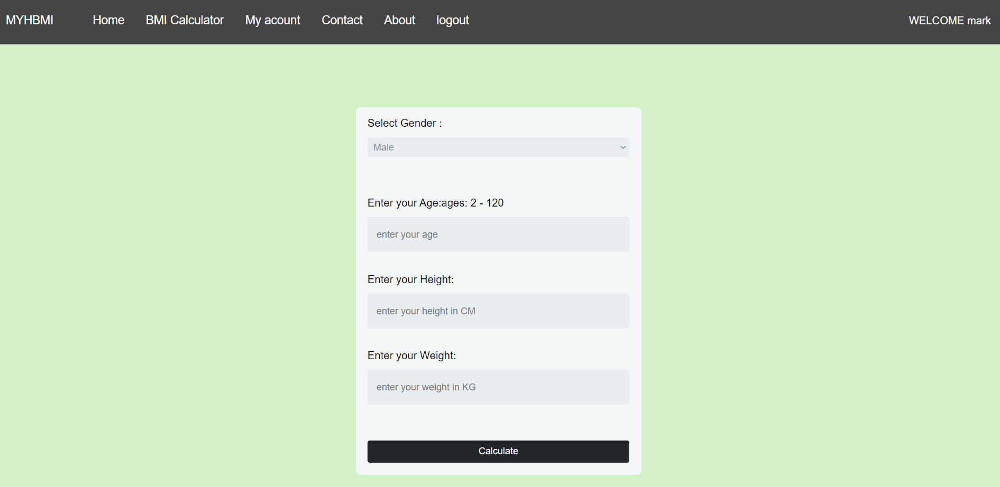 MYHBMI Home BMI Calculator My acount Contact About logout WELCOME mark
Select Gender :
Male
Enter your Age:ages: 2 - 120
enter your age
Enter your Height:
enter your height in CM
Enter your Weight:
enter your weight in KG
Calculate